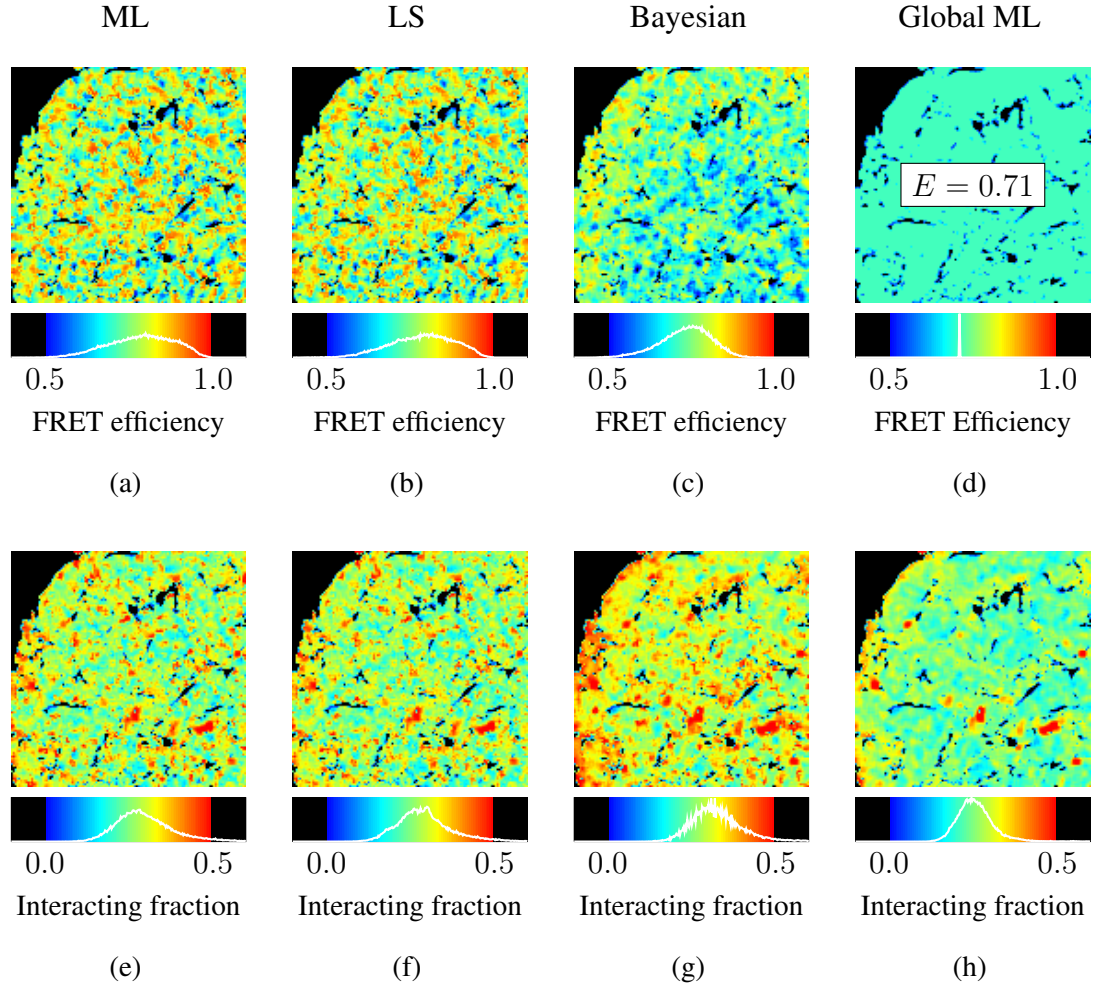 ML LS Bayesian Global ML
E = 0.71
0.5 1.0 0.5 1.0 0.5 1.0 0.5 1.0
FRET efficiency FRET efficiency FRET efficiency FRET Efficiency
(a) (b) (c) (d)
0.0 0.5 0.0 0.5 0.0 0.5 0.0 0.5
Interacting fraction Interacting fraction Interacting fraction Interacting fraction
(e) (f) (g) (h)